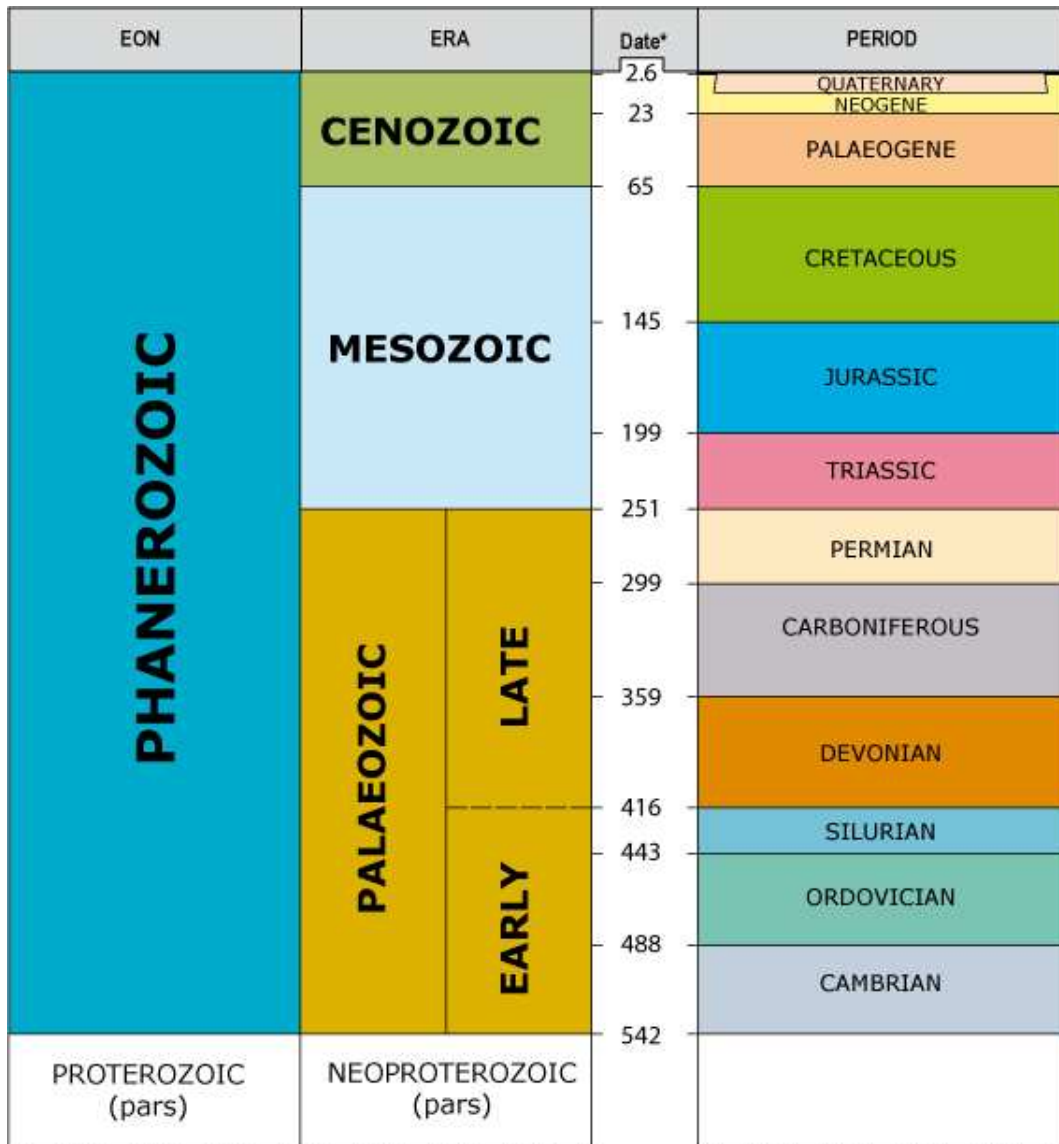 EON
ERA
Date*
PERIOD
PHANEROZOIC
CENOZOIC
MESOZOIC
PALAEOZOIC
LATE
EARLY
2.6
23
65
145
199
251
299
359
416
443
488
542
QUATERNARY
NEOGENE
PALAEOGENE
CRETACEOUS
JURASSIC
TRIASSIC
PERMIAN
CARBONIFEROUS
DEVONIAN
SILURIAN
ORDOVICIAN
CAMBRIAN
PROTEROZOIC
(pars)
NEOPROTEROZOIC
(pars)